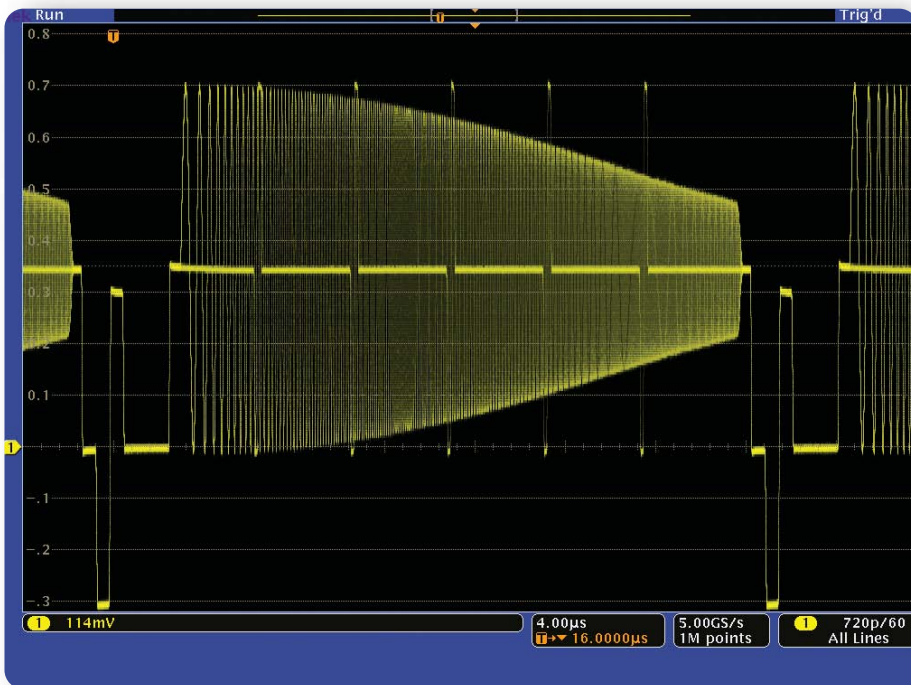 Run Trig'd
T
T
0.8
0.7
0.6
0.5
0.4
0.3
0.2
0.1
1
-.1
-.2
-.3
1 114mV
4.00µs
T→▼ 16.0000µs
5.00GS/s
1M points
1 720p/60
All Lines